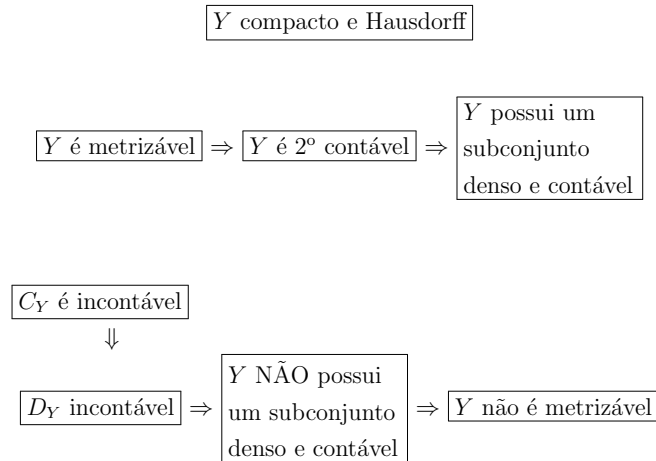 Y compacto e Hausdorff
Y é metrizável ⇒ Y é 2º contável ⇒ Y possui um
subconjunto
denso e contável
C_Y é incontável
⇓
D_Y incontável ⇒ Y NÃO possui
um subconjunto
denso e contável ⇒ Y não é metrizável